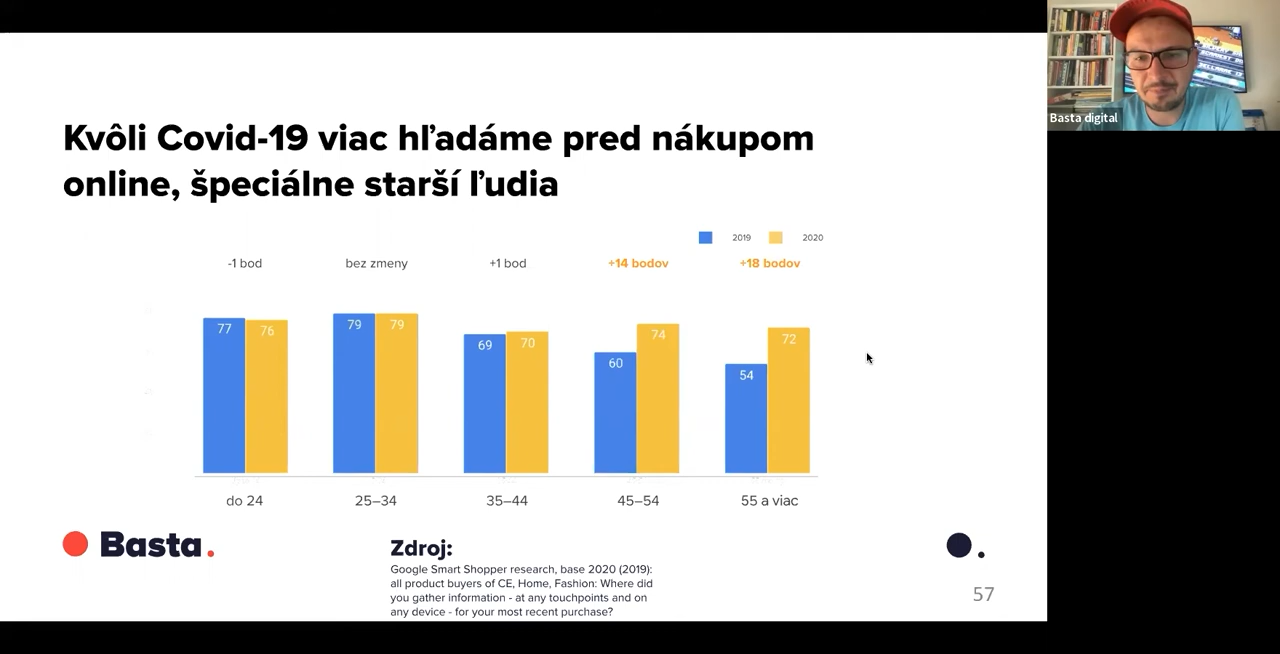 Basta digital
Kvôli Covid-19 viac hľadáme pred nákupom
online, špeciálne starší ľudia
2019 2020
-1 bod bez zmeny +1 bod +14 bodov +18 bodov
77 76 79 79 69 70 60 74 54 72
do 24 25–34 35–44 45–54 55 a viac
Basta.
Zdroj:
Google Smart Shopper research, base 2020 (2019):
all product buyers of CE, Home, Fashion: Where did
you gather information - at any touchpoints and on
any device - for your most recent purchase?
57